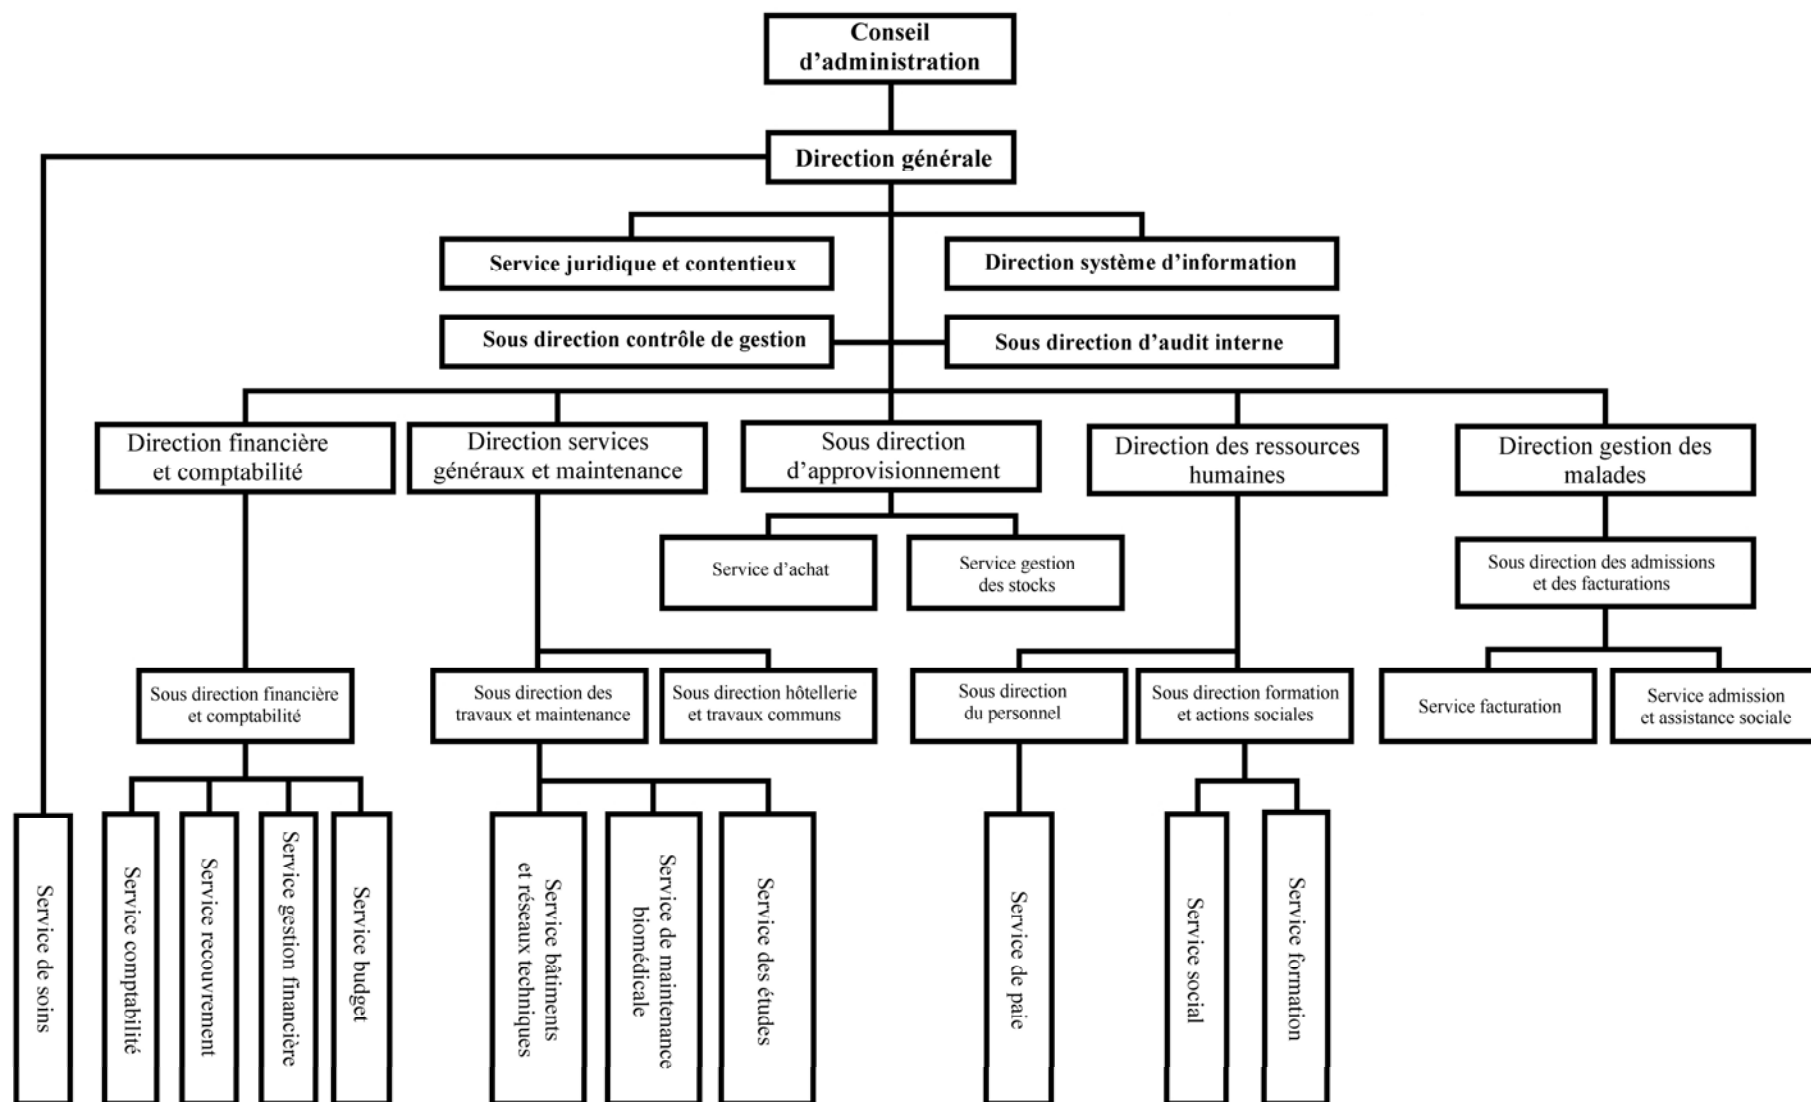 Conseil
d’administration
Direction générale
Service juridique et contentieux
Direction système d’information
Sous direction contrôle de gestion
Sous direction d’audit interne
Direction financière
et comptabilité
Direction services
généraux et maintenance
Sous direction
d’approvisionnement
Direction des ressources
humaines
Direction gestion des
malades
Service d’achat
Service gestion
des stocks
Sous direction des admissions
et des facturations
Sous direction financière
et comptabilité
Sous direction des
travaux et maintenance
Sous direction hôtellerie
et travaux communs
Sous direction
du personnel
Sous direction formation
et actions sociales
Service facturation
Service admission
et assistance sociale
Service de soins
Service comptabilité
Service recouvrement
Service gestion financière
Service budget
Service bâtiments
et réseaux techniques
Service de maintenance
biomédicale
Service des études
Service de paie
Service social
Service formation